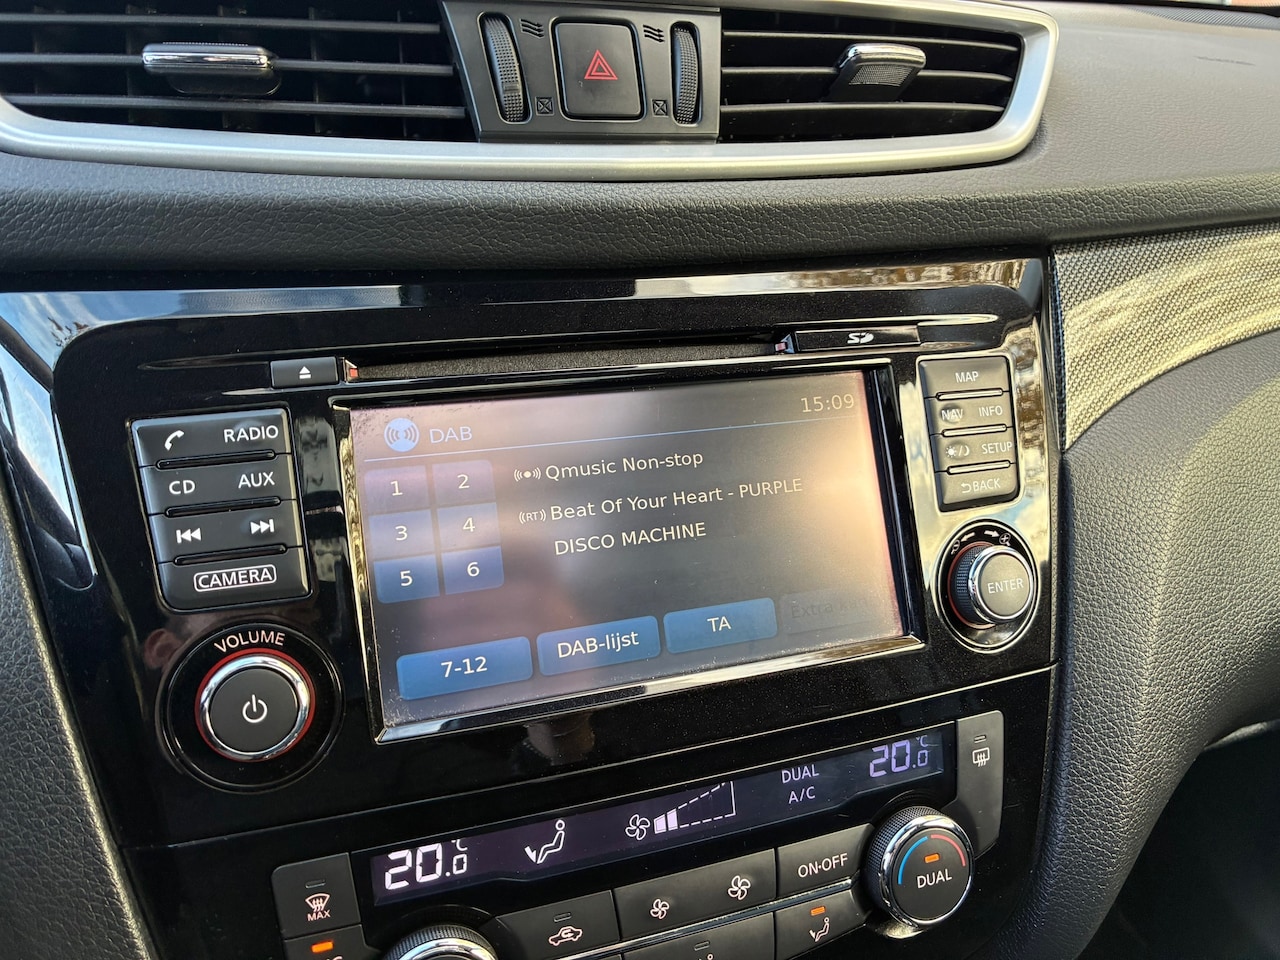 SD
MAP
NAV INFO
SETUP
BACK
ENTER
RADIO
CD AUX
CAMERA
VOLUME
DAB 15:09
1 2
3 4
5 6
Qmusic Non-stop
(RT) Beat Of Your Heart - PURPLE
DISCO MACHINE
7-12 DAB-lijst TA Extra
20.0 °C
DUAL
A/C
20.0 °C
MAX
ON·OFF
DUAL